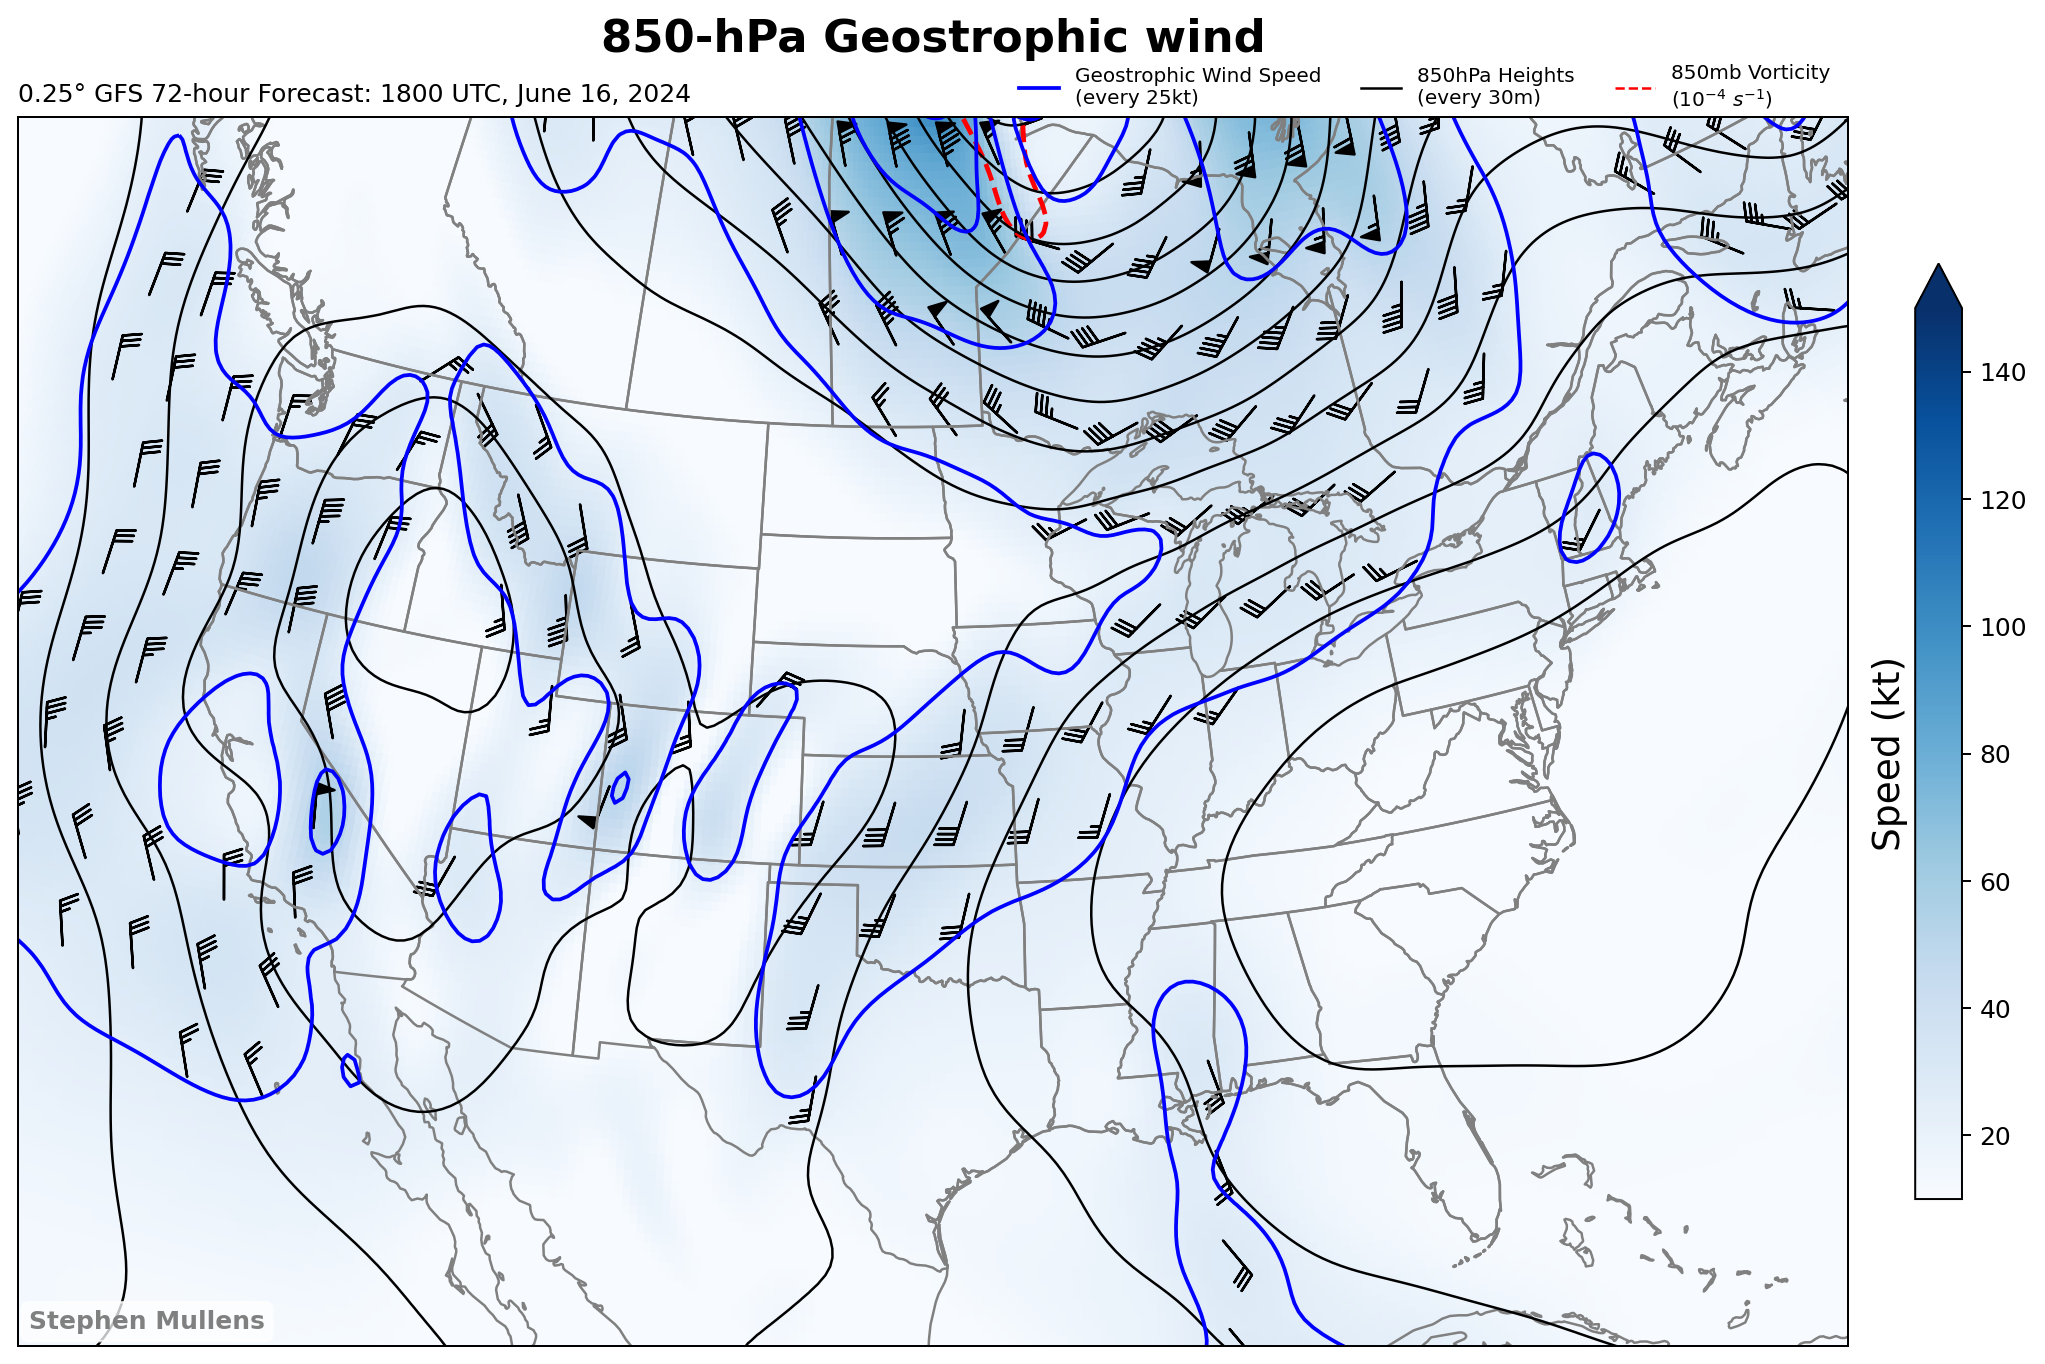 850-hPa Geostrophic wind
0.25° GFS 72-hour Forecast: 1800 UTC, June 16, 2024
Geostrophic Wind Speed
(every 25kt)
850hPa Heights
(every 30m)
850mb Vorticity
(10⁻⁴ s⁻¹)
140
120
100
80
60
40
20
Speed (kt)
Stephen Mullens